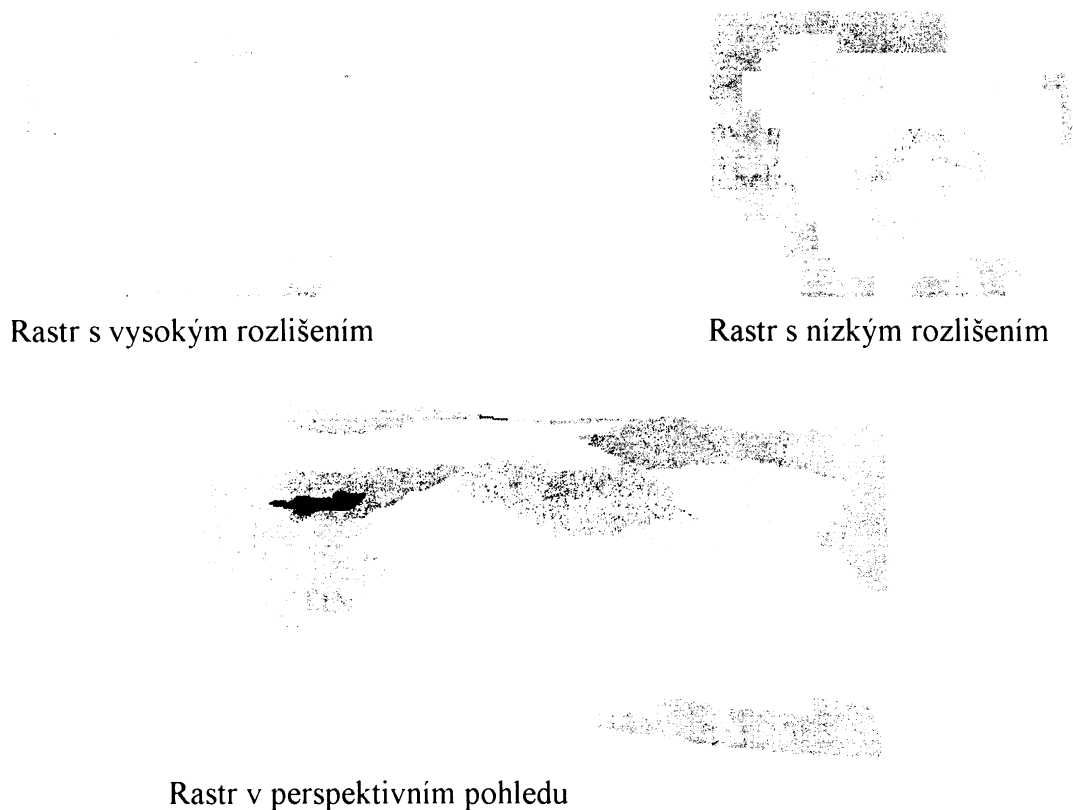 Rastr s vysokým rozlišením
Rastr s nízkým rozlišením
Rastr v perspektivním pohledu